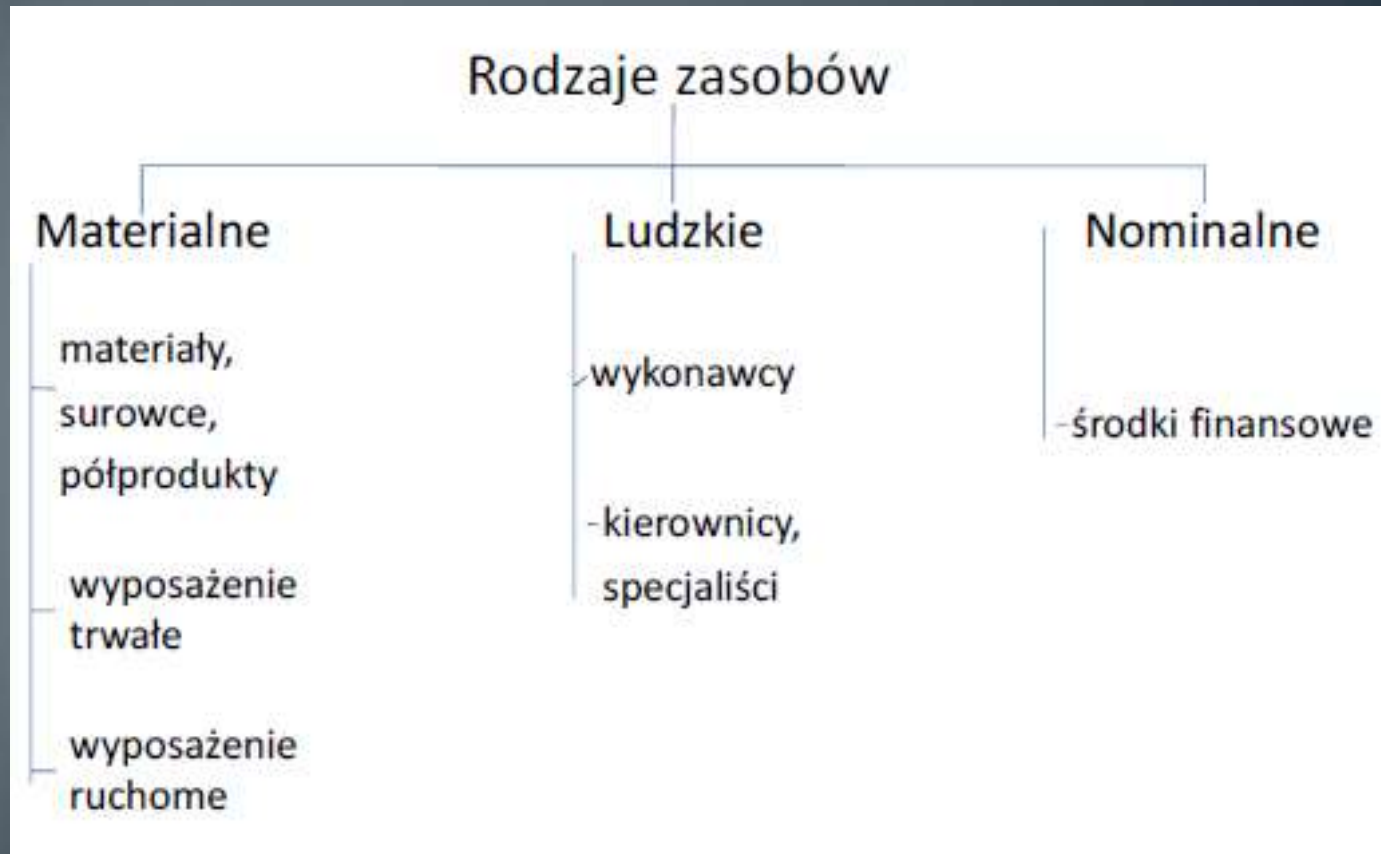 Rodzaje zasobów
Materialne
materiały,
surowce,
półprodukty
wyposażenie
trwałe
wyposażenie
ruchome
Ludzkie
wykonawcy
kierownicy,
specjaliści
Nominalne
środki finansowe